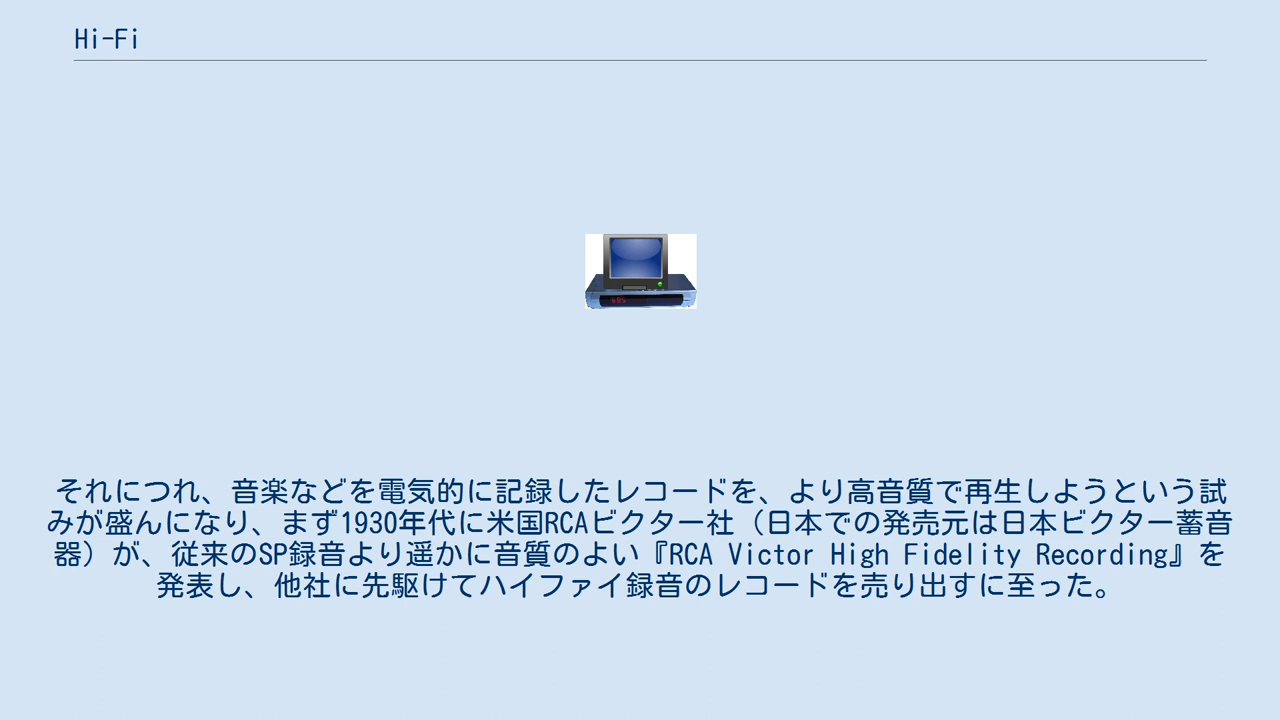 Hi-Fi
それにつれ、音楽などを電気的に記録したレコードを、より高音質で再生しようという試
みが盛んになり、まず1930年代に米国RCAビクター社（日本での発売元は日本ビクター蓄音
器）が、従来のSP録音より遥かに音質のよい『RCA Victor High Fidelity Recording』を
発表し、他社に先駆けてハイファイ録音のレコードを売り出すに至った。